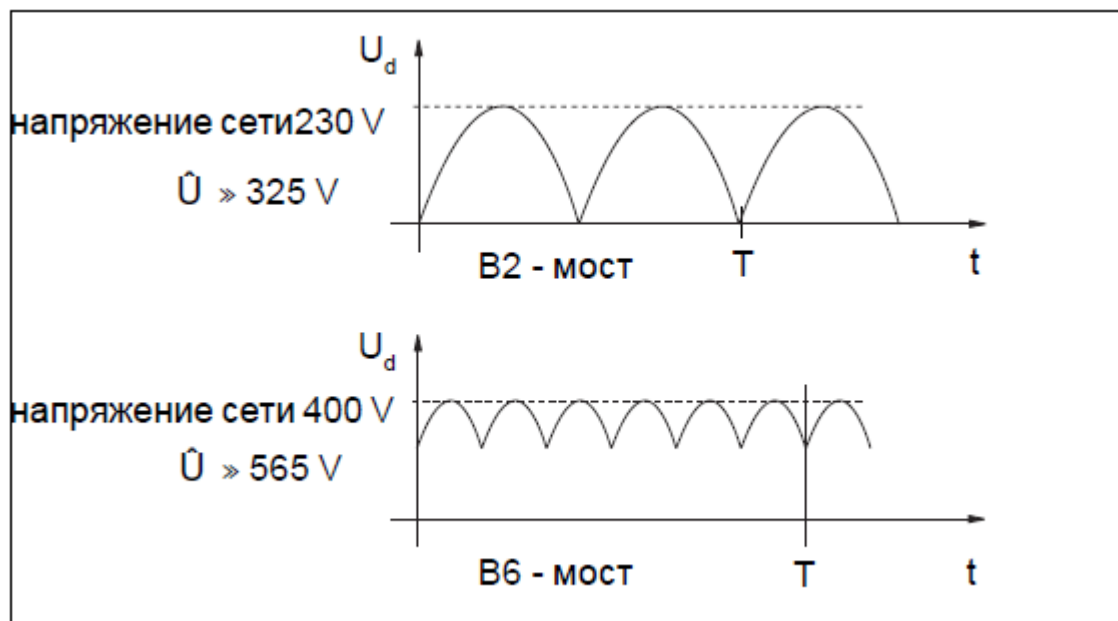 U_d
напряжение сети230 V
Û » 325 V
B2 - мост
T
t
U_d
напряжение сети 400 V
Û » 565 V
B6 - мост
T
t